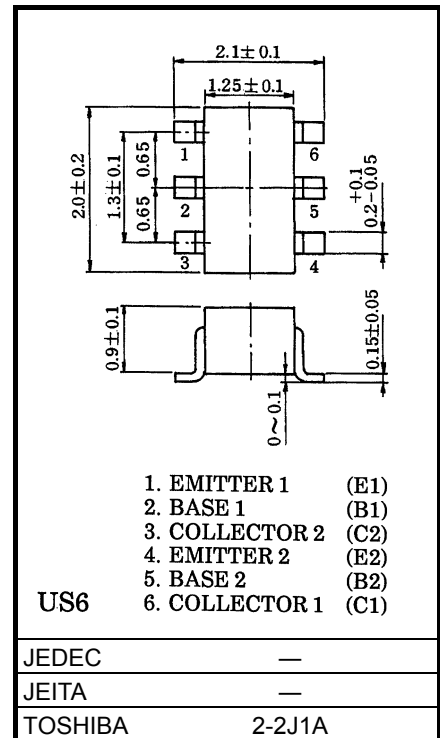 2.1±0.1
1.25±0.1
1 6
2.0±0.2
1.3±0.1
0.65
0.65
2 5
+0.1
0.2-0.05
3 4
0.9±0.1
0.15±0.05
0~0.1
1. EMITTER 1 (E1)
2. BASE 1 (B1)
3. COLLECTOR 2 (C2)
4. EMITTER 2 (E2)
5. BASE 2 (B2)
US6 6. COLLECTOR 1 (C1)
JEDEC —
JEITA —
TOSHIBA 2-2J1A